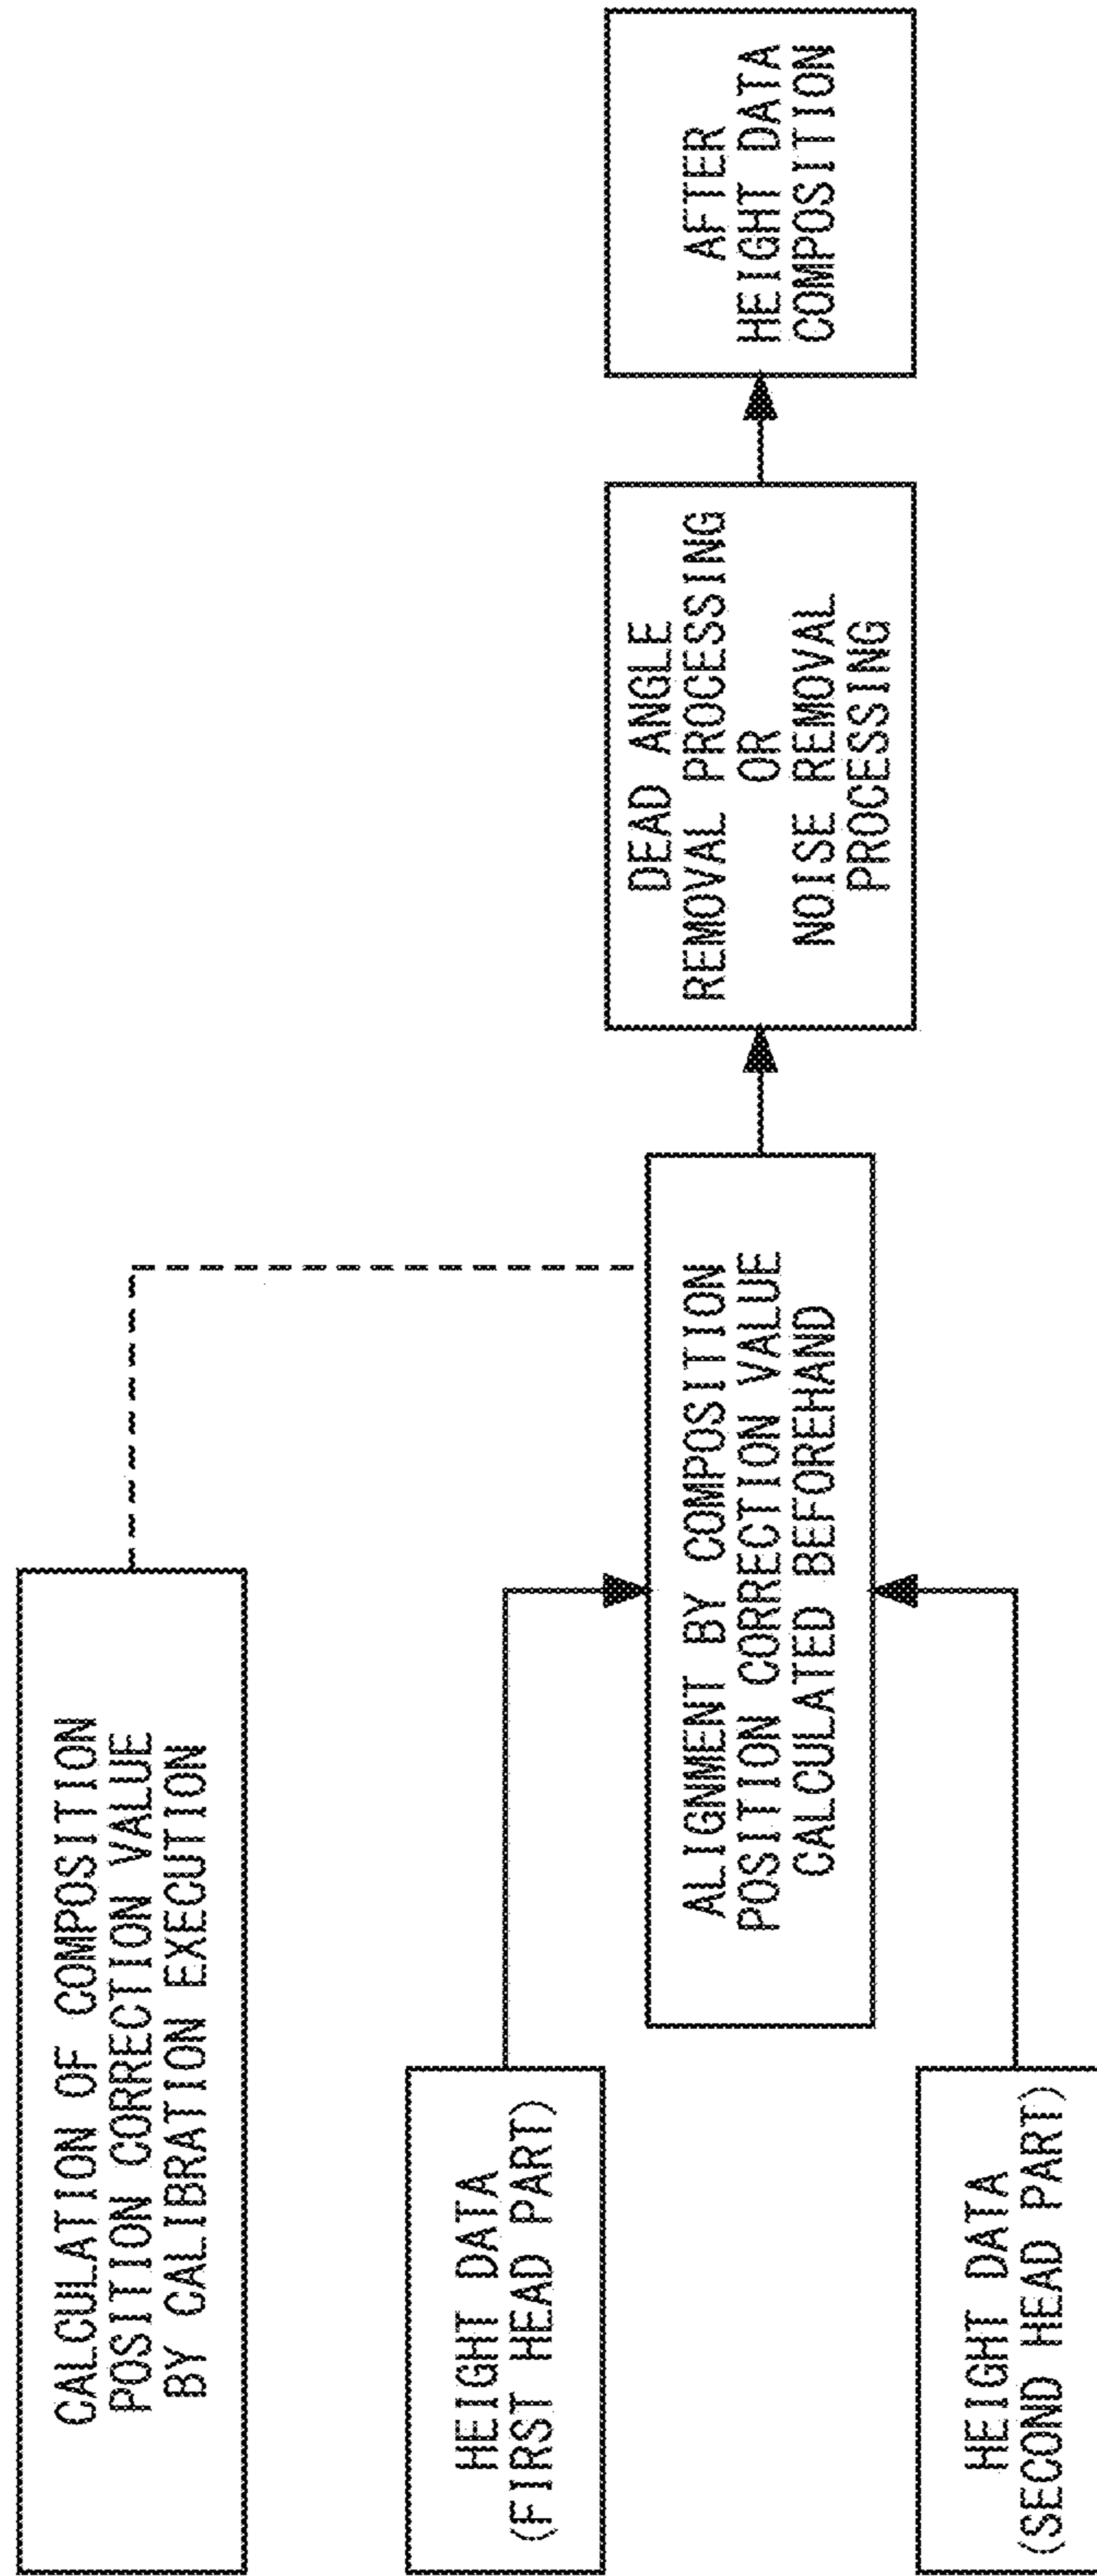 CALCULATION OF COMPOSITION
POSITION CORRECTION VALUE
BY CALIBRATION EXECUTION
HEIGHT DATA
(FIRST HEAD PART)
HEIGHT DATA
(SECOND HEAD PART)
ALIGNMENT BY COMPOSITION
POSITION CORRECTION VALUE
CALCULATED BEFOREHAND
DEAD ANGLE
REMOVAL PROCESSING
OR
NOISE REMOVAL
PROCESSING
AFTER
HEIGHT DATA
COMPOSITION